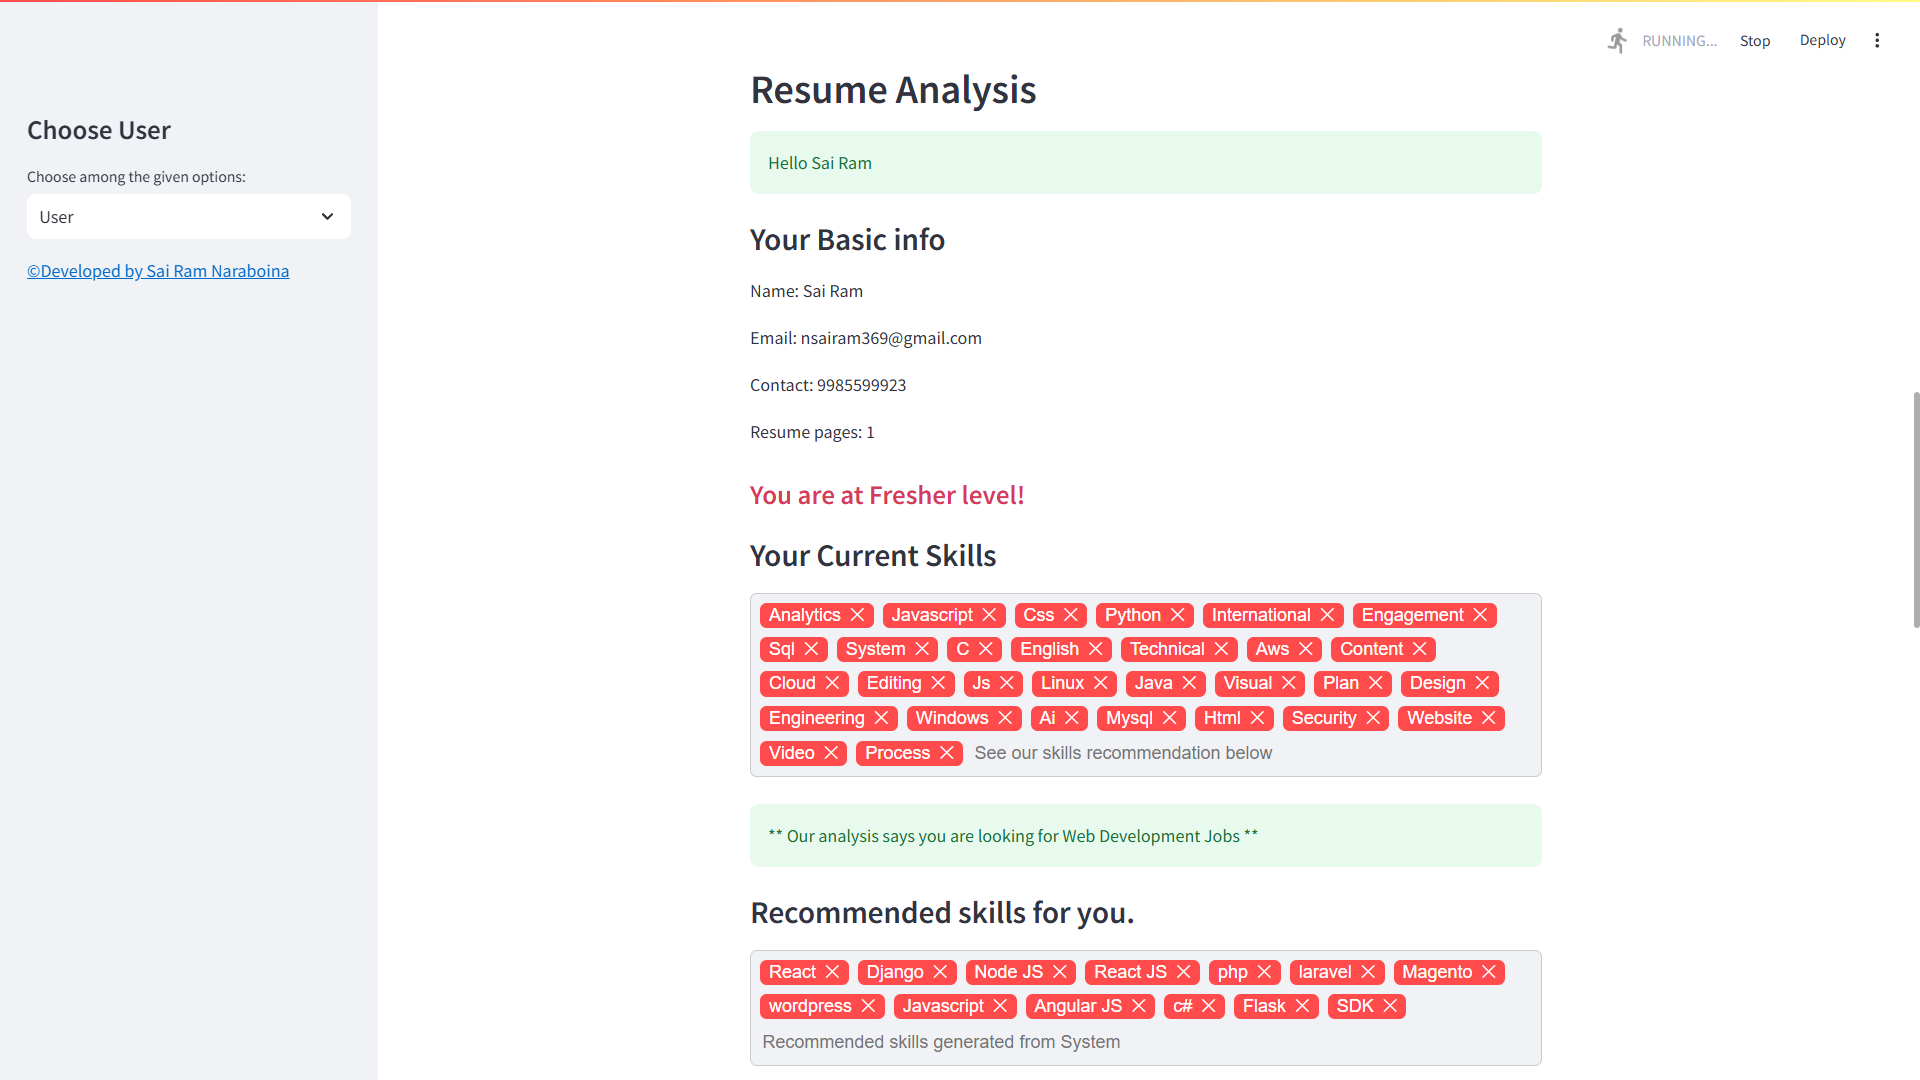 RUNNING... Stop Deploy
Choose User
Choose among the given options:
User
©Developed by Sai Ram Naraboina
Resume Analysis
Hello Sai Ram
Your Basic info
Name: Sai Ram
Email: nsairam369@gmail.com
Contact: 9985599923
Resume pages: 1
You are at Fresher level!
Your Current Skills
Analytics Javascript Css Python International Engagement
Sql System C English Technical Aws Content
Cloud Editing Js Linux Java Visual Plan Design
Engineering Windows Ai Mysql Html Security Website
Video Process See our skills recommendation below
** Our analysis says you are looking for Web Development Jobs **
Recommended skills for you.
React Django Node JS React JS php laravel Magento
wordpress Javascript Angular JS c# Flask SDK
Recommended skills generated from System